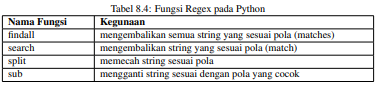 Tabel 8.4: Fungsi Regex pada Python
Nama Fungsi Kegunaan
findall mengembalikan semua string yang sesuai pola (matches)
search mengembalikan string yang sesuai pola (match)
split memecah string sesuai pola
sub mengganti string sesuai dengan pola yang cocok